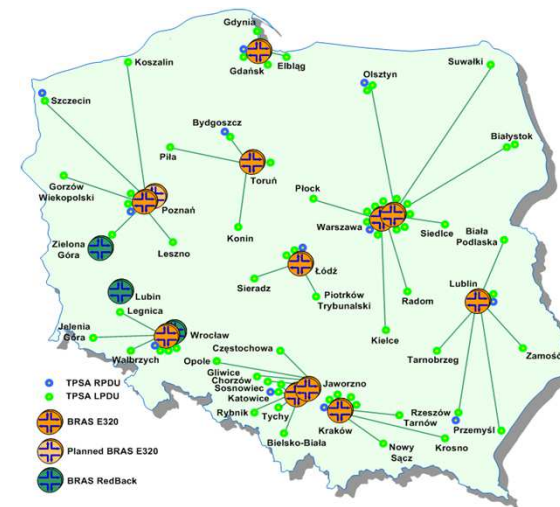 Gdynia
Koszalin
Gdańsk
Elbląg
Suwałki
Olsztyn
Szczecin
Bydgoszcz
Białystok
Piła
Toruń
Gorzów
Wiekopolski
Płock
Poznań
Warszawa
Siedlce
Biała
Podlaska
Zielona
Góra
Leszno
Konin
Łódź
Lublin
Sieradz
Piotrków
Trybunalski
Radom
Lubin
Legnica
Jelenia
Góra
Wrocław
Kielce
Wałbrzych
Częstochowa
Tarnobrzeg
Zamość
Opole
Gliwice
Chorzów
Sosnowiec
Katowice
Jaworzno
Rybnik
Tychy
Kraków
Rzeszów
Tarnów
Przemyśl
Bielsko-Biała
Nowy
Sącz
Krosno
TPSA RPDU
TPSA LPDU
BRAS E320
Planned BRAS E320
BRAS RedBack